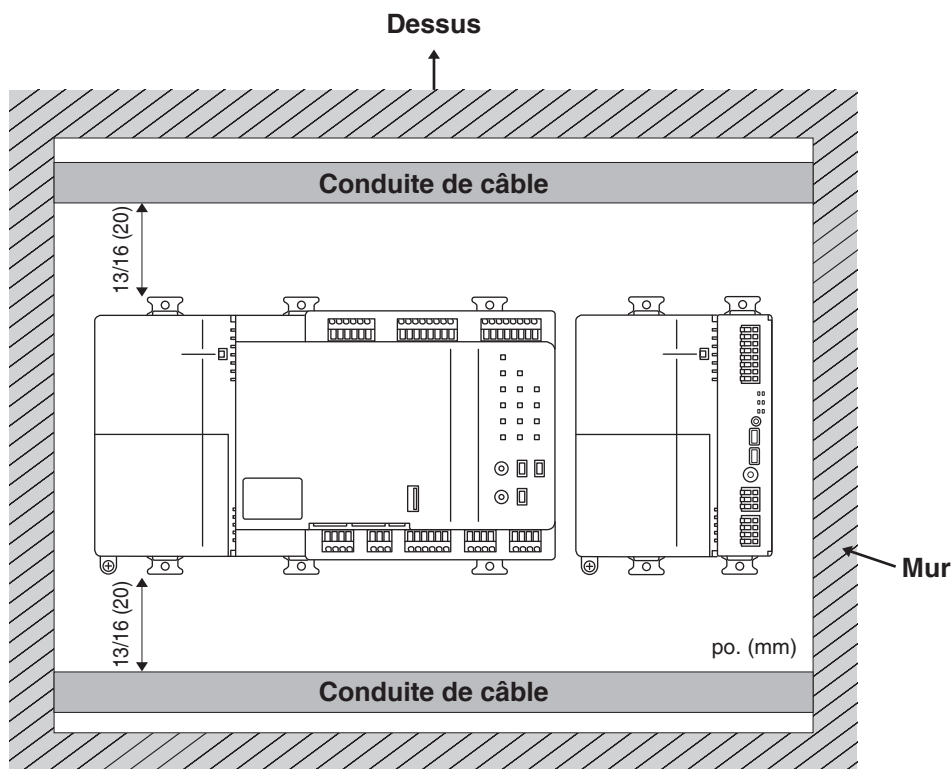 Dessus
Conduite de câble
13/16 (20)
Mur
13/16 (20)
po. (mm)
Conduite de câble